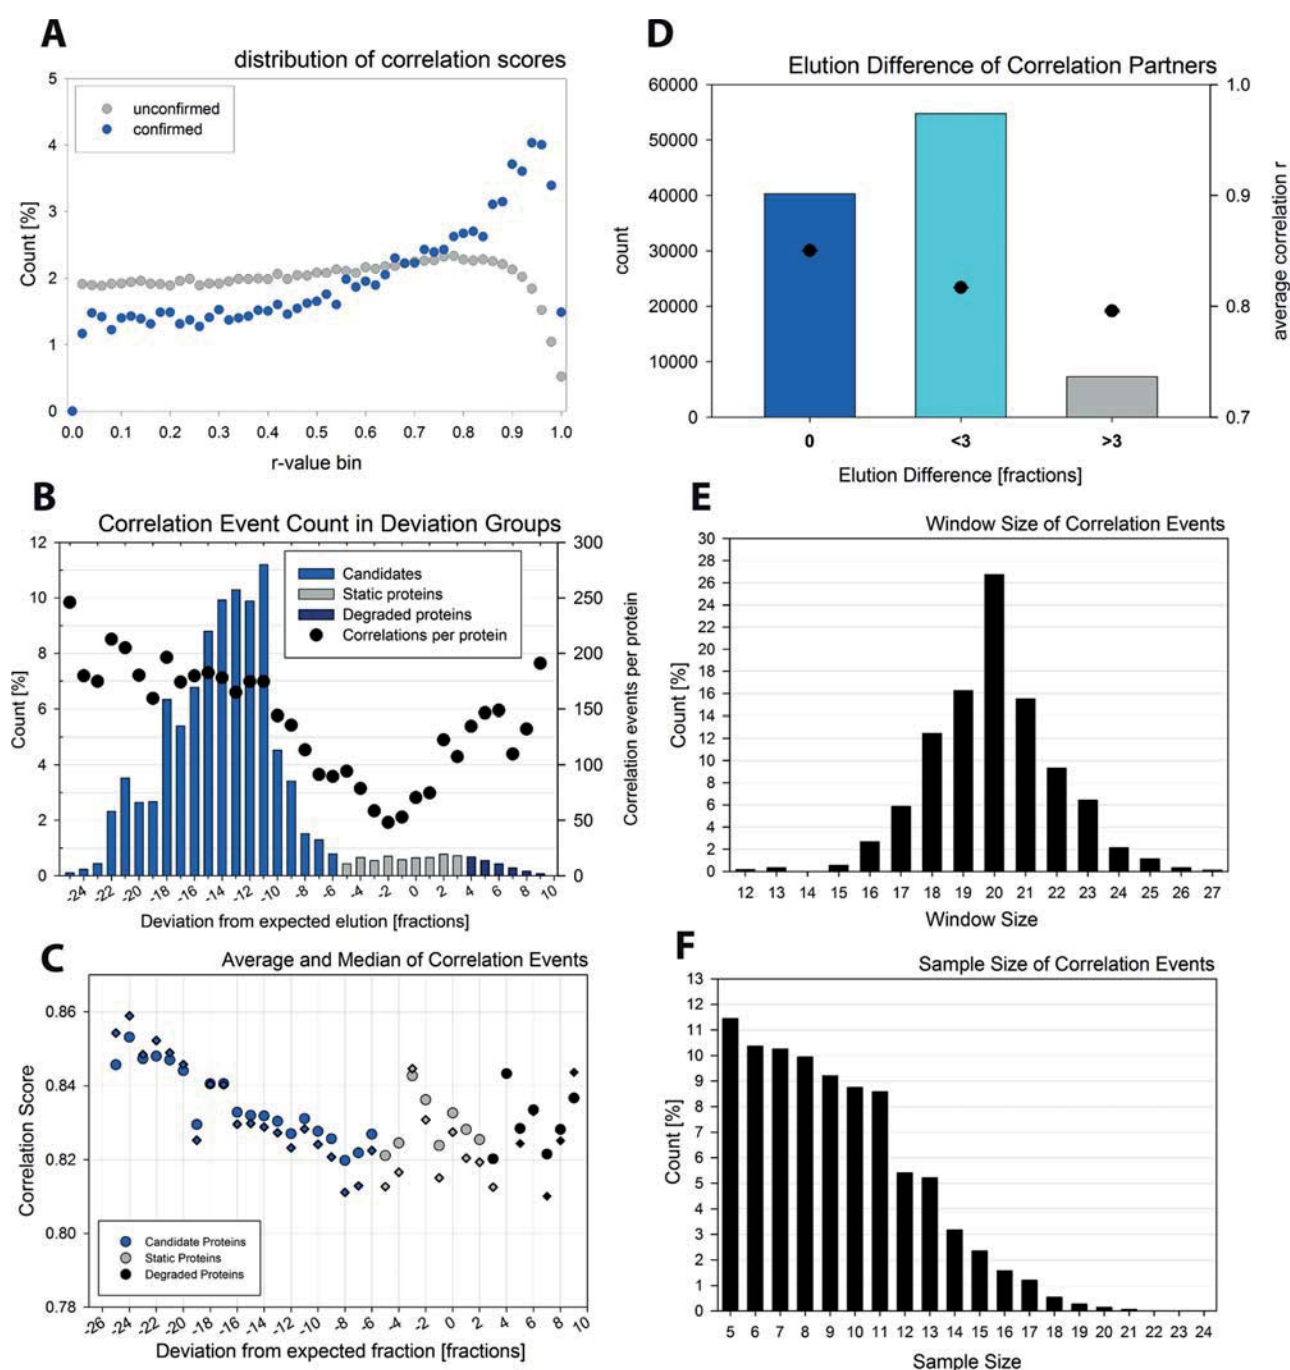 A
distribution of correlation scores
5
4
3
2
1
0
Count [%]
unconfirmed
confirmed
0.0 0.1 0.2 0.3 0.4 0.5 0.6 0.7 0.8 0.9 1.0
r-value bin
B
Correlation Event Count in Deviation Groups
12
10
8
6
4
2
0
Count [%]
Candidates
Static proteins
Degraded proteins
Correlations per protein
300
250
200
150
100
50
0
Correlation events per protein
-24 -22 -20 -18 -16 -14 -12 -10 -8 -6 -4 -2 0 2 4 6 8 10
Deviation from expected elution [fractions]
C
Average and Median of Correlation Events
0.86
0.84
0.82
0.80
0.78
Correlation Score
Candidate Proteins
Static Proteins
Degraded Proteins
-26 -24 -22 -20 -18 -16 -14 -12 -10 -8 -6 -4 -2 0 2 4 6 8 10
Deviation from expected fraction [fractions]
D
Elution Difference of Correlation Partners
60000
50000
40000
30000
20000
10000
0
count
1.0
0.9
0.8
0.7
average correlation r
0 <3 >3
Elution Difference [fractions]
E
Window Size of Correlation Events
30
28
26
24
22
20
18
16
14
12
10
8
6
4
2
0
Count [%]
12 13 14 15 16 17 18 19 20 21 22 23 24 25 26 27
Window Size
F
Sample Size of Correlation Events
13
12
11
10
9
8
7
6
5
4
3
2
1
0
Count [%]
5 6 7 8 9 10 11 12 13 14 15 16 17 18 19 20 21 22 23 24
Sample Size